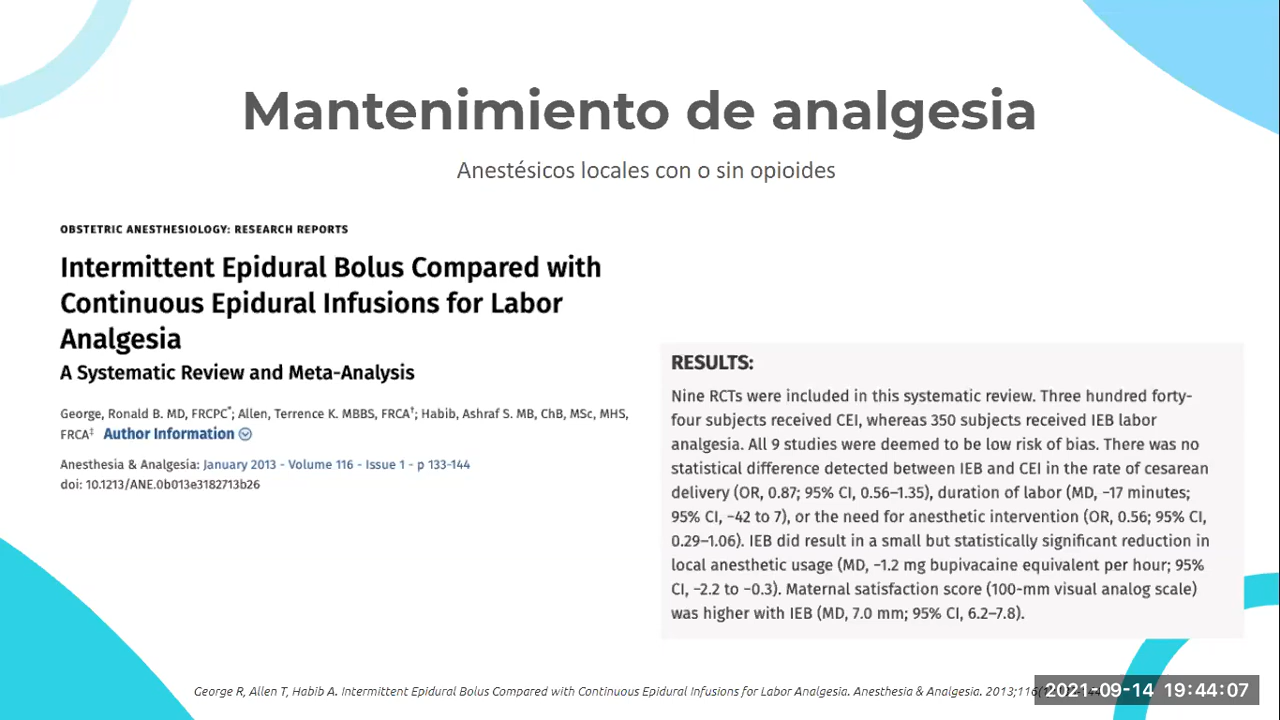 Mantenimiento de analgesia
Anestésicos locales con o sin opioides
OBSTETRIC ANESTHESIOLOGY: RESEARCH REPORTS
Intermittent Epidural Bolus Compared with
Continuous Epidural Infusions for Labor
Analgesia
A Systematic Review and Meta-Analysis
George, Ronald B. MD, FRCPC*; Allen, Terrence K. MBBS, FRCA†; Habib, Ashraf S. MB, ChB, MSc, MHS,
FRCA‡ Author Information
Anesthesia & Analgesia: January 2013 - Volume 116 - Issue 1 - p 133-144
doi: 10.1213/ANE.0b013e3182713b26
RESULTS:
Nine RCTs were included in this systematic review. Three hundred forty-
four subjects received CEI, whereas 350 subjects received IEB labor
analgesia. All 9 studies were deemed to be low risk of bias. There was no
statistical difference detected between IEB and CEI in the rate of cesarean
delivery (OR, 0.87; 95% CI, 0.56–1.35), duration of labor (MD, −17 minutes;
95% CI, −42 to 7), or the need for anesthetic intervention (OR, 0.56; 95% CI,
0.29–1.06). IEB did result in a small but statistically significant reduction in
local anesthetic usage (MD, −1.2 mg bupivacaine equivalent per hour; 95%
CI, −2.2 to −0.3). Maternal satisfaction score (100-mm visual analog scale)
was higher with IEB (MD, 7.0 mm; 95% CI, 6.2–7.8).
George R, Allen T, Habib A. Intermittent Epidural Bolus Compared with Continuous Epidural Infusions for Labor Analgesia. Anesthesia & Analgesia. 2013;116
2021-09-14 19:44:07